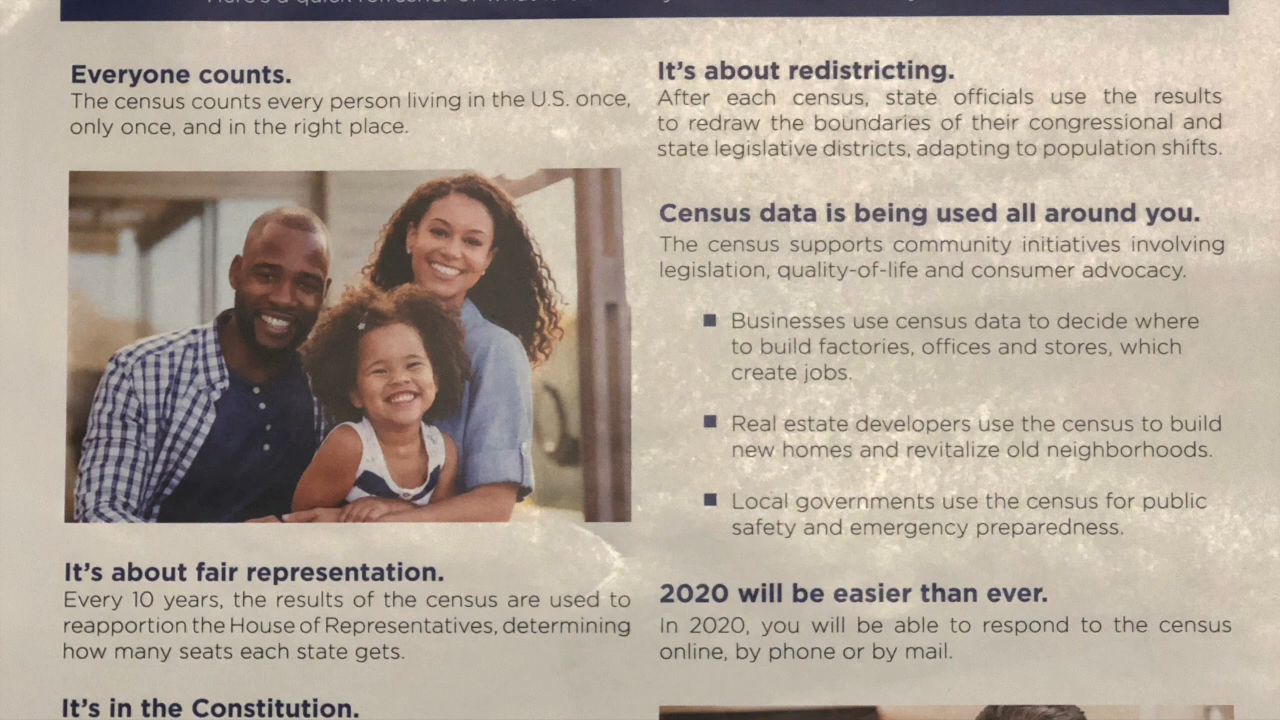 Everyone counts.
The census counts every person living in the U.S. once,
only once, and in the right place.
It's about fair representation.
Every 10 years, the results of the census are used to
reapportion the House of Representatives, determining
how many seats each state gets.
It's in the Constitution.
It's about redistricting.
After each census, state officials use the results
to redraw the boundaries of their congressional and
state legislative districts, adapting to population shifts.
Census data is being used all around you.
The census supports community initiatives involving
legislation, quality-of-life and consumer advocacy.
Businesses use census data to decide where
to build factories, offices and stores, which
create jobs.
Real estate developers use the census to build
new homes and revitalize old neighborhoods.
Local governments use the census for public
safety and emergency preparedness.
2020 will be easier than ever.
In 2020, you will be able to respond to the census
online, by phone or by mail.